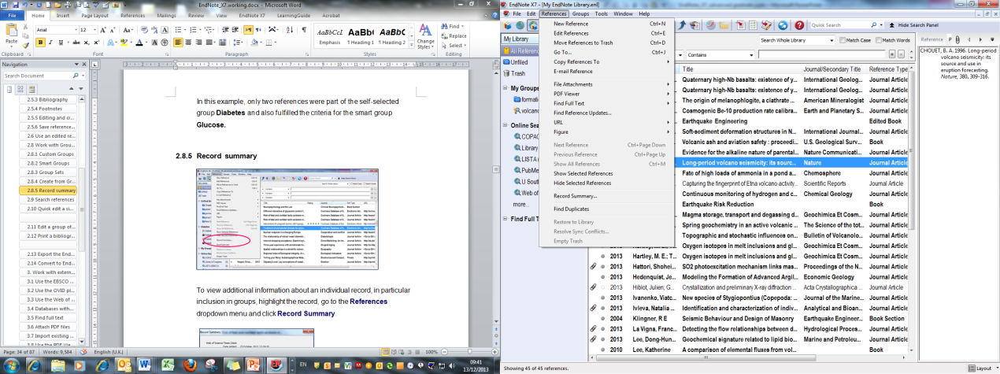 EndNote_X7.working.docx - Microsoft Word
File Home Insert Page Layout References Mailings Review View EndNote X7 LearningGuide Acrobat
Paste
Arial 12
Emphasis ¶ Heading 1 ¶ Heading 2
Change Styles
Find
Replace
Select
Clipboard Font Paragraph Styles Editing
Navigation
Search Document
2.5.3 Bibliography
2.5.4 Footnotes
2.5.5 Editing and cr...
2.5.6 Save reference...
2.6 Use an edited re...
2.8 Work with Grou...
2.8.1 Custom Groups
2.8.2 Smart Groups
2.8.3 Group Sets
2.8.4 Create from Gr...
2.8.5 Record summary
2.9 Search references
2.10 Quick edit a si...
2.11 Edit a group of...
2.12 Print a bibliogr...
2.13 Export the End...
2.14 Convert to End...
3. Work with extern...
3.1 Use the EBSCO ...
3.2 Use the OVID pl...
3.3 Use the Web of ...
3.4 Databases with...
3.5 Find full text
3.6 Attach PDF files
3.7 Import existing ...
3.8 Use the PDF Vie...
In this example, only two references were part of the self-selected
group Diabetes and also fulfilled the criteria for the smart group
Glucose.
2.8.5 Record summary
To view additional information about an individual record, in particular
inclusion in groups, highlight the record, go to the References
dropdown menu and click Record Summary.
Page: 34 of 87 Words: 9,584 English (U.K.) 100%
EN 09:41
13/12/2013
EndNote X7 - [My EndNote Library.enl]
File Edit References Groups Tools Window Help
Quick Search Hide Search Panel
My Library
All Reference
Unfiled
Trash
My Groups
formatio
volcano
Online Sea
COPAC
Library
LISTA (
PubMe
U South
Web of
more...
Find Full T
New Reference Ctrl+N
Edit References Ctrl+E
Move References to Trash Ctrl+D
Go To... Ctrl+J
Copy References To
E-mail Reference
File Attachments
PDF Viewer
Find Full Text
Find Reference Updates...
URL
Figure
Next Reference Ctrl+Page Down
Previous Reference Ctrl+Page Up
Show All References Ctrl+M
Show Selected References
Hide Selected References
Record Summary...
Find Duplicates
Restore to Library
Resolve Sync Conflicts...
Empty Trash
Search Whole Library Match Case Match Words
Contains
Title Journal/Secondary Title Reference Type
Quaternary high-Nb basalts: existence of y... International Geolog... Journal Article
Quaternary high-Nb basalts: existence of y... International Geolog... Journal Article
The origin of melanophlogite, a clathrate ... American Mineralogist Journal Article
Cosmogenic Be-10 production rate calibra... Earth and Planetary S... Journal Article
Earthquake Engineering Edited Book
Soft-sediment deformation structures in N... International Journal... Journal Article
Volcanic ash and aviation safety : proceedi... U.S. Geological Surv... Book
Evidence for the alkaline nature of parental... Nature Communicati... Journal Article
Long-period volcano seismicity: its sourc... Nature Journal Article
Fate of high loads of ammonia in a pond a... Chemosphere Journal Article
Capturing the fingerprint of Etna volcano activity... Scientific Reports Journal Article
Continuous monitoring of hydrogen and c... Chemical Geology Journal Article
Earthquake Risk Reduction Book
Magma storage, transport and degassing d... Geochimica Et Cosm... Journal Article
Spring geochemistry in an active volcanic ... The Science of the tot... Journal Article
Topographic and stochastic influences on... Bulletin of Volcanolo... Journal Article
Oxygen isotopes in melt inclusions and gl... Geochimica Et Cosm... Journal Article
2013 Hartley, M. E.; T... Oxygen isotopes in melt inclusions and gl... Geochimica Et Cosm... Journal Article
2013 Hattori, Shohei... SO2 photoexcitation mechanism links mas... Proceedings of the N... Journal Article
2013 Hedenquist, Je... Modeling the Formation of Advanced Argil... Economic Geology Journal Article
2013 Hiblot, Julien; G... Crystallization and preliminary X-ray diffraction ... Acta Crystallographica ... Journal Article
2013 Ivanenko, Viatc... New species of Stygiopontius (Copepoda: ... Journal of the Marine... Journal Article
2013 Ivleva, Natalia ... Identification and characterization of indivi... Analytical and Bioan... Journal Article
2004 Klingner, R E Seismic Behaviour and Design of Masonry Earthquake Engineer... Book Section
2013 La Vigna, Franc... Detecting the flow relationships between d... Hydrological Proces... Journal Article
2013 Lee, Dong-Hun... Geochemical signature related to lipid bio... Marine and Petroleu... Journal Article
2010 Lee, Katherine A comparison of elemental fluxes from vol... Book
Reference
CHOUET, B. A. 1996. Long-period
volcano seismicity: its
source and use in
eruption forecasting.
Nature, 380, 309-316.
Showing 45 of 45 references.
Layout